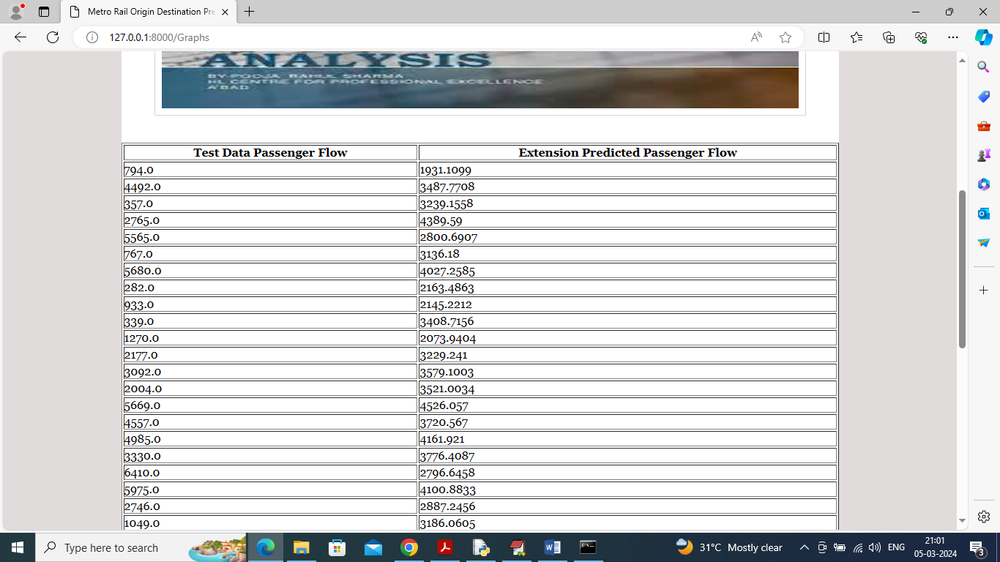 Metro Rail Origin Destination Pre
127.0.0.1:8000/Graphs
ANALYSIS
BY-POOJA RAHUL SHARMA
HL CENTRE FOR PROFESSIONAL EXCELLENCE
A'BAD
Test Data Passenger Flow Extension Predicted Passenger Flow
794.0 1931.1099
4492.0 3487.7708
357.0 3239.1558
2765.0 4389.59
5565.0 2800.6907
767.0 3136.18
5680.0 4027.2585
282.0 2163.4863
933.0 2145.2212
339.0 3408.7156
1270.0 2073.9404
2177.0 3229.241
3092.0 3579.1003
2004.0 3521.0034
5669.0 4526.057
4557.0 3720.567
4985.0 4161.921
3330.0 3776.4087
6410.0 2796.6458
5975.0 4100.8833
2746.0 2887.2456
1049.0 3186.0605
Type here to search 31°C Mostly clear ENG 21:01
05-03-2024 3